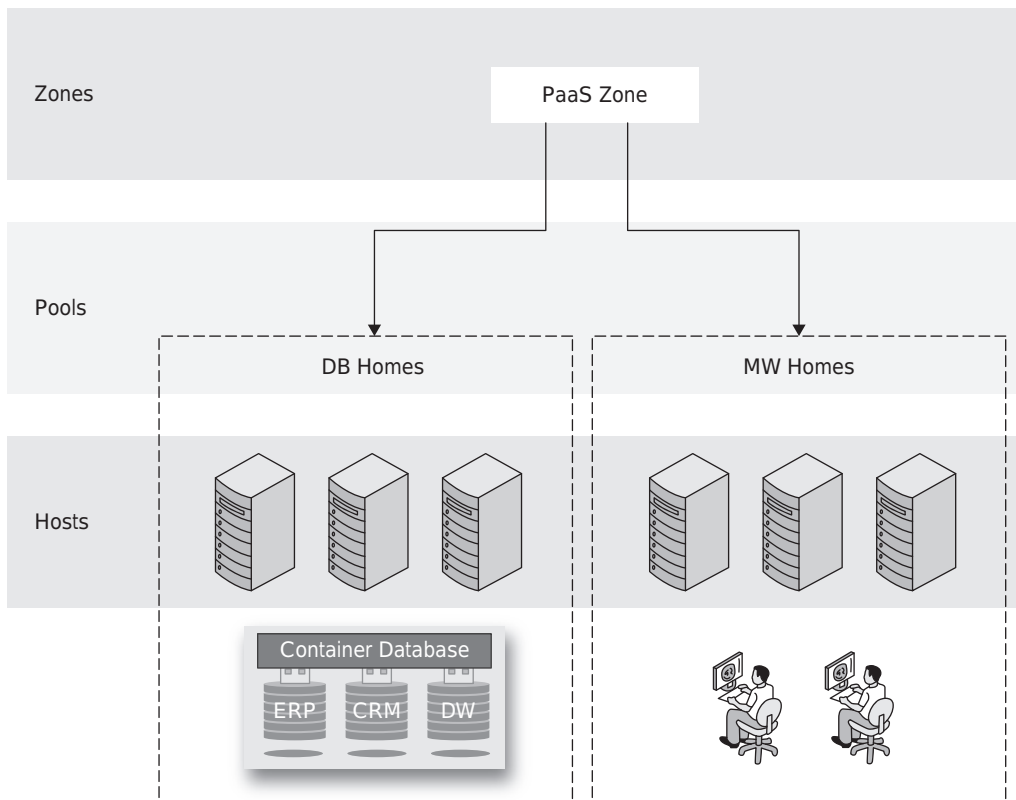 Zones
PaaS Zone
Pools
DB Homes
MW Homes
Hosts
Container Database
ERP
CRM
DW